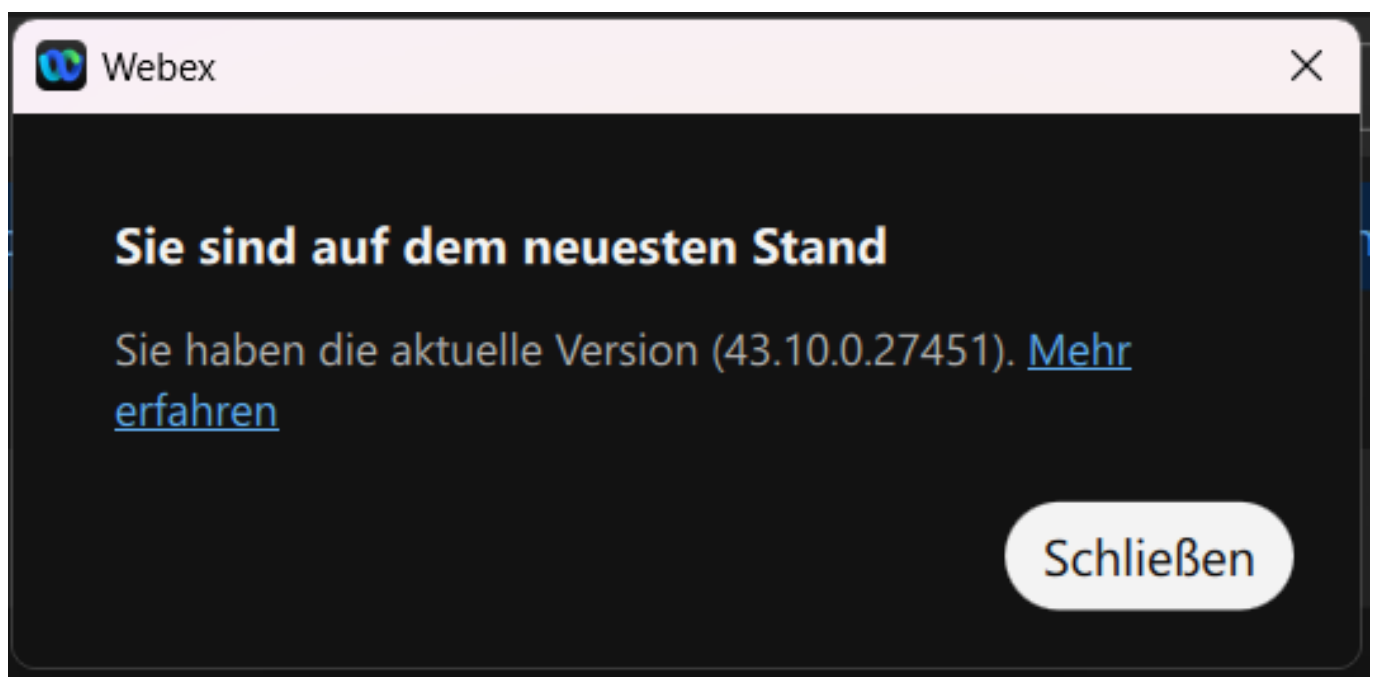 Webex
Sie sind auf dem neuesten Stand
Sie haben die aktuelle Version (43.10.0.27451). Mehr
erfahren
Schließen